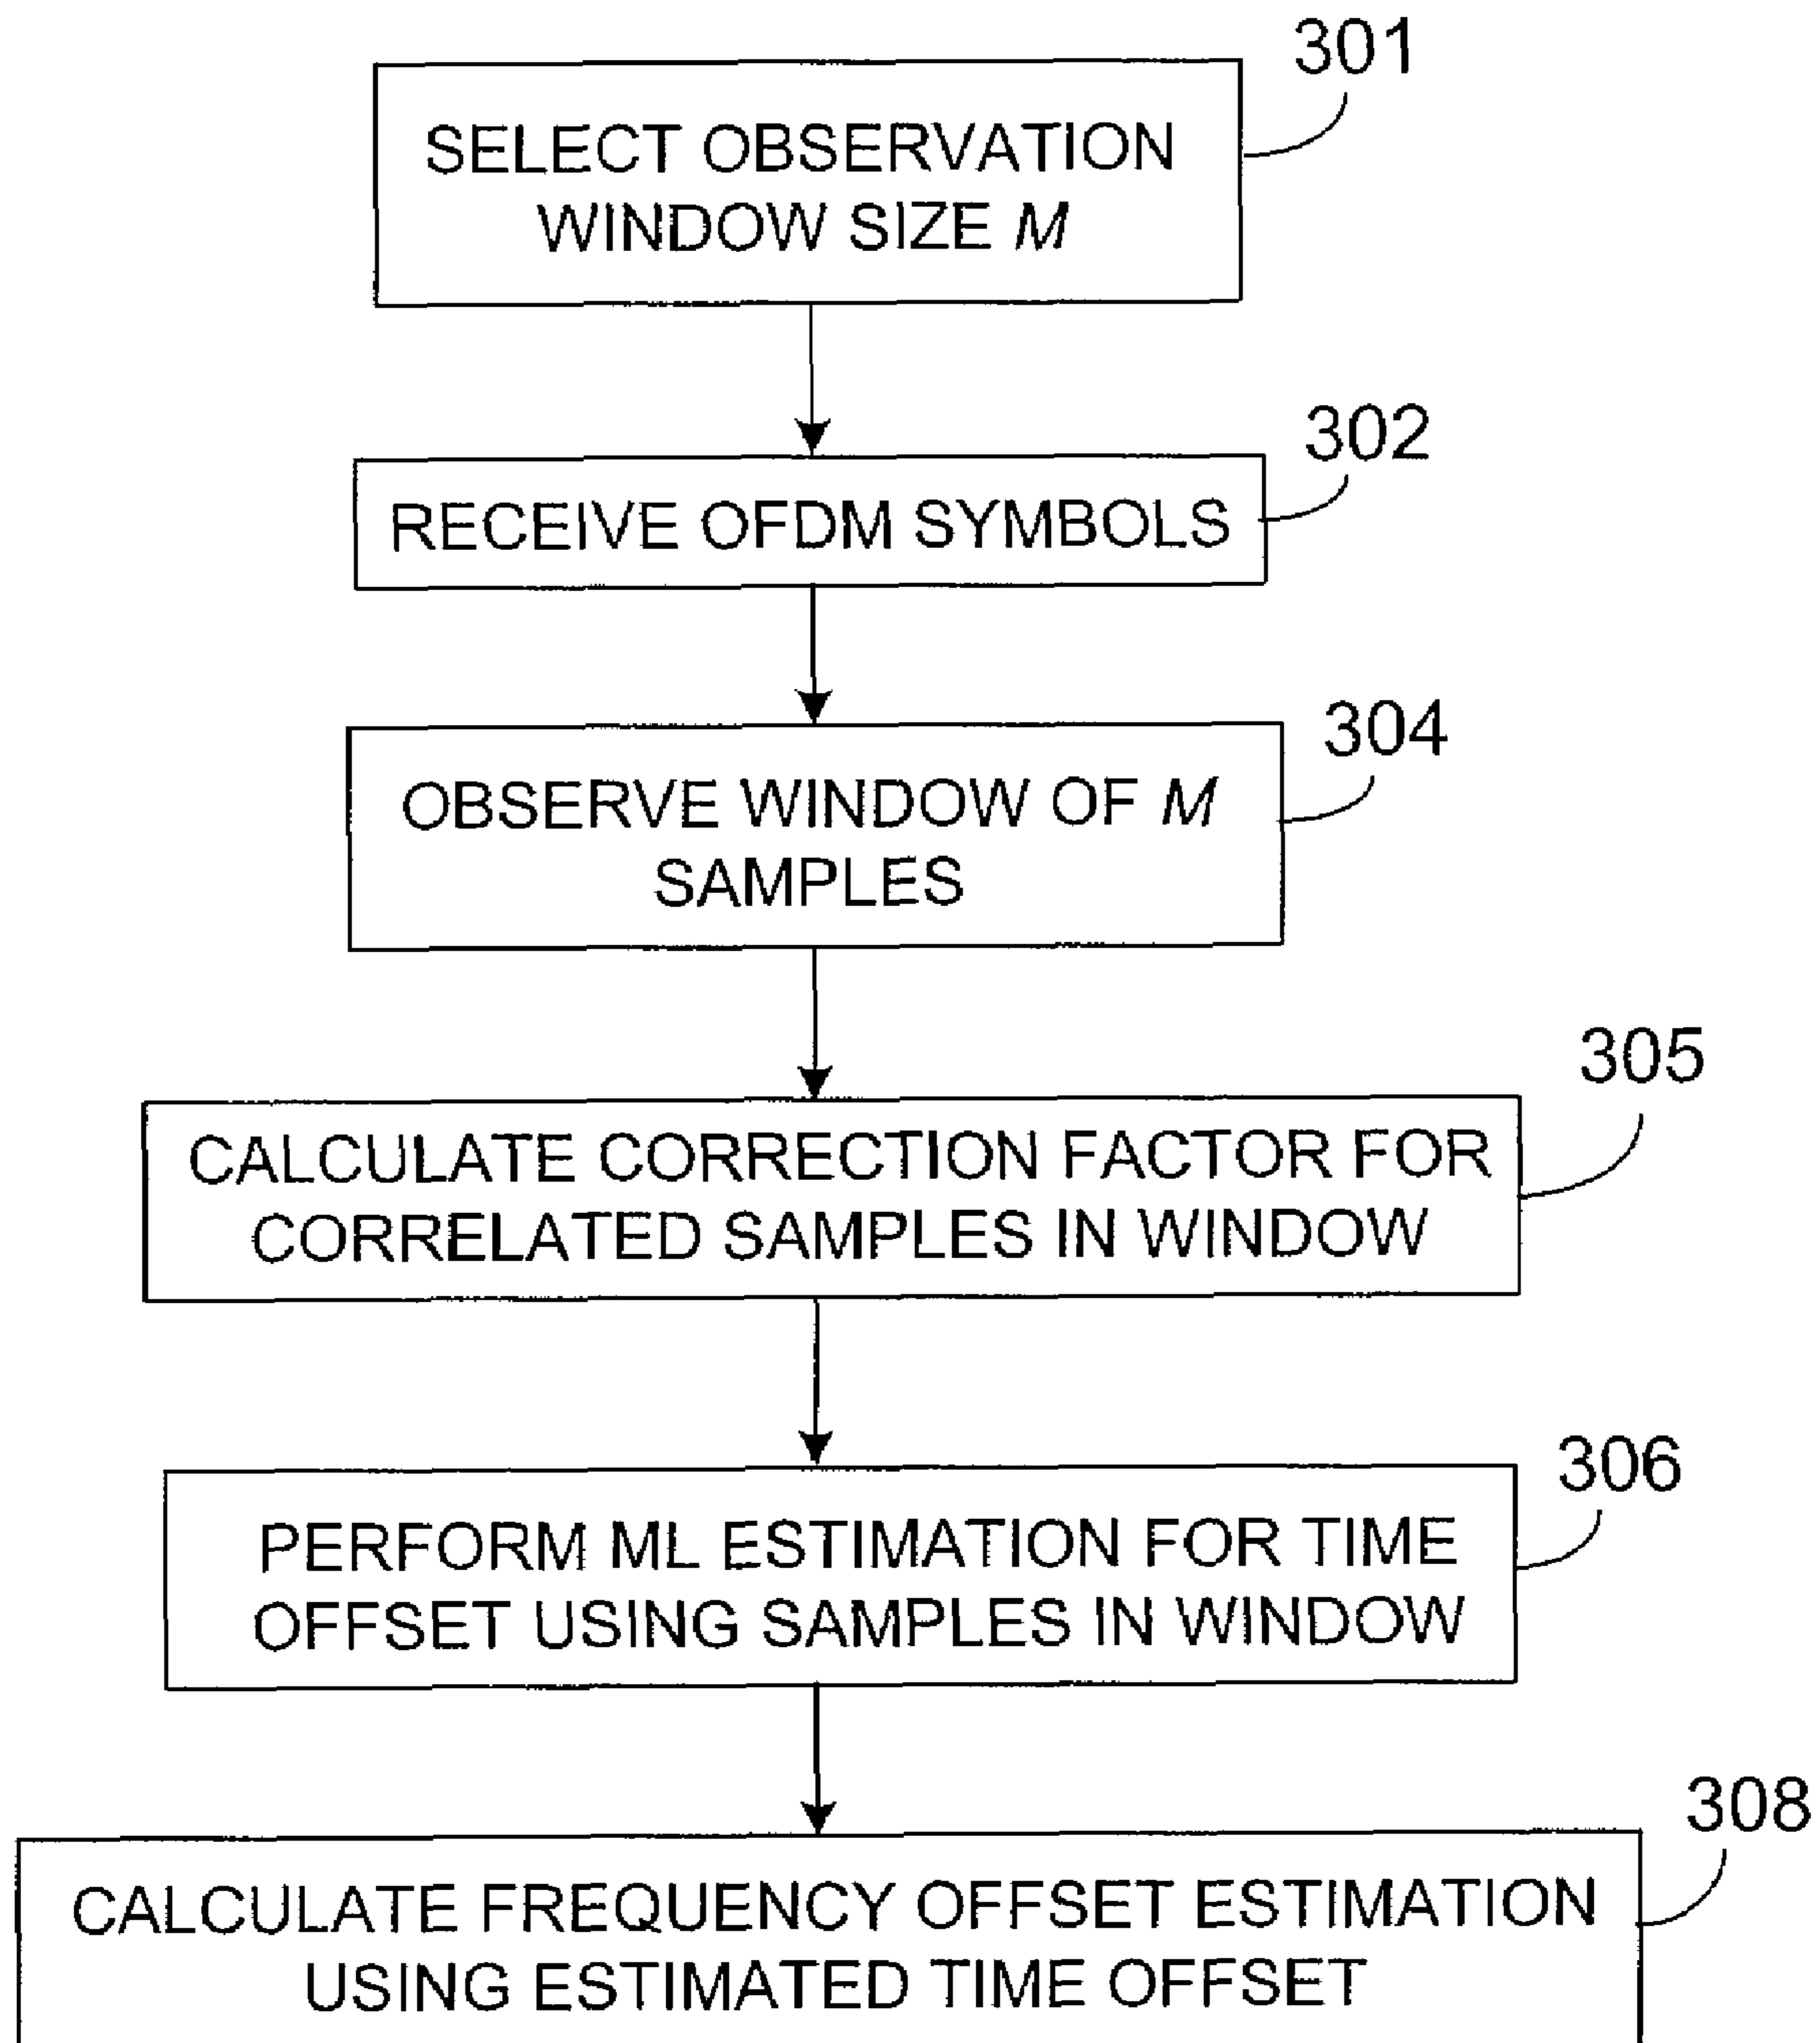 301
SELECT OBSERVATION
WINDOW SIZE M
302
RECEIVE OFDM SYMBOLS
304
OBSERVE WINDOW OF M
SAMPLES
305
CALCULATE CORRECTION FACTOR FOR
CORRELATED SAMPLES IN WINDOW
306
PERFORM ML ESTIMATION FOR TIME
OFFSET USING SAMPLES IN WINDOW
308
CALCULATE FREQUENCY OFFSET ESTIMATION
USING ESTIMATED TIME OFFSET